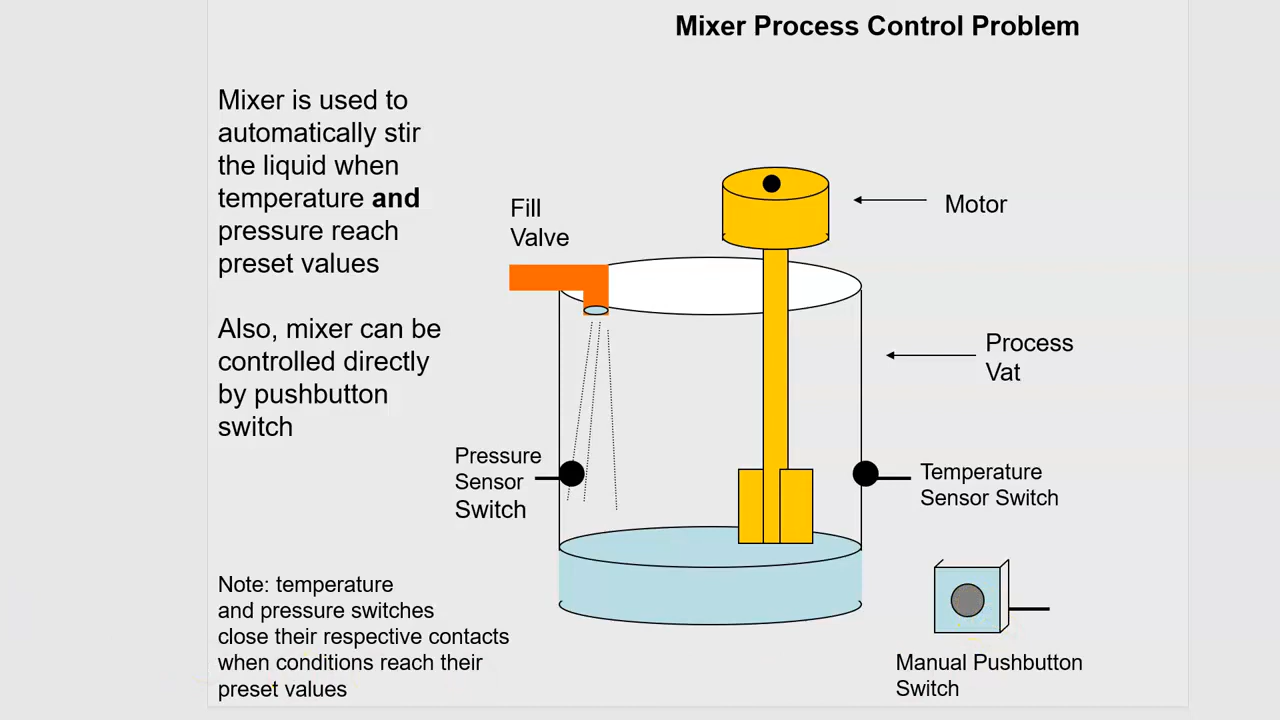 Mixer Process Control Problem
Mixer is used to
automatically stir
the liquid when
temperature and
pressure reach
preset values
Also, mixer can be
controlled directly
by pushbutton
switch
Note: temperature
and pressure switches
close their respective contacts
when conditions reach their
preset values
Fill
Valve
Motor
Process
Vat
Pressure
Sensor
Switch
Temperature
Sensor Switch
Manual Pushbutton
Switch